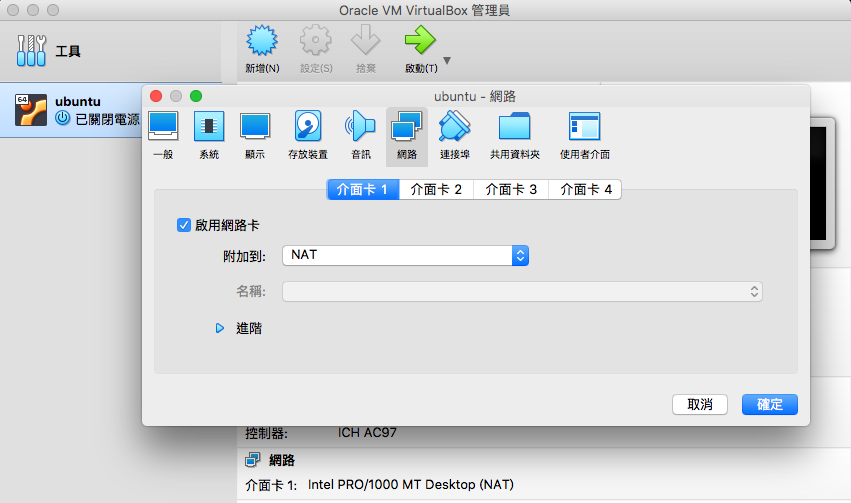 Oracle VM VirtualBox 管理員
工具
新增(N) 設定(S) 捨棄 啟動(T)
64 ubuntu
已關閉電源
ubuntu - 網路
一般 系統 顯示 存放裝置 音訊 網路 連接埠 共用資料夾 使用者介面
介面卡 1 介面卡 2 介面卡 3 介面卡 4
啟用網路卡
附加到: NAT
名稱:
進階
取消 確定
控制器: ICH AC97
網路
介面卡 1: Intel PRO/1000 MT Desktop (NAT)